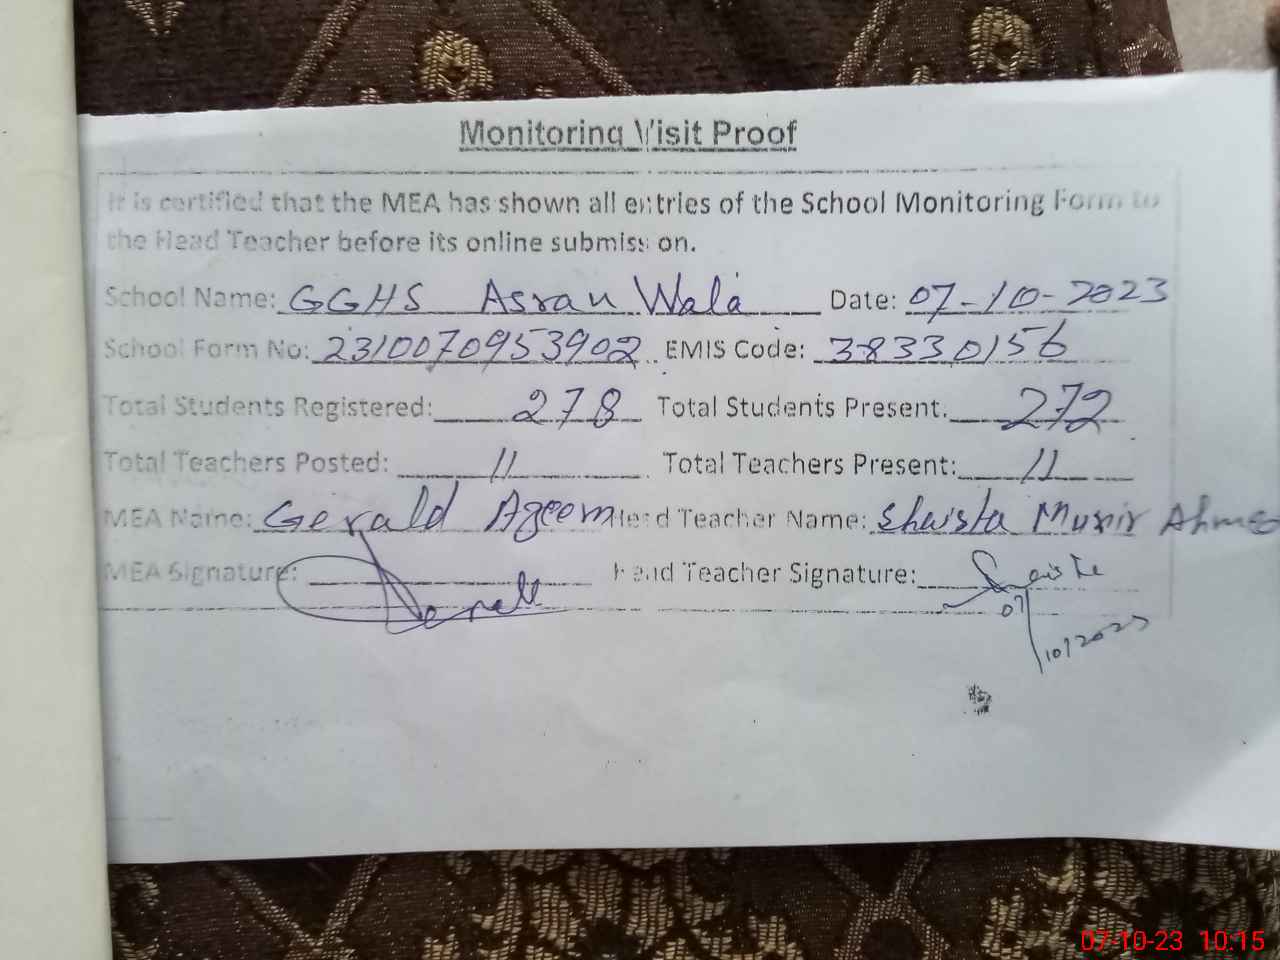 Monitoring Visit Proof
It is certified that the MEA has shown all entries of the School Monitoring Form to
the Head Teacher before its online submission.
School Name: GGHS Asrau Wala Date: 07-10-2023
School Form No: 2310070953902 EMIS Code: 38330156
Total Students Registered: 278 Total Students Present: 272
Total Teachers Posted: 11 Total Teachers Present: 11
MEA Name: Gerald Azeem Head Teacher Name: Shaista Munir Ahme
MEA Signature: Head Teacher Signature:
07/10/2023
07-10-23 10:15